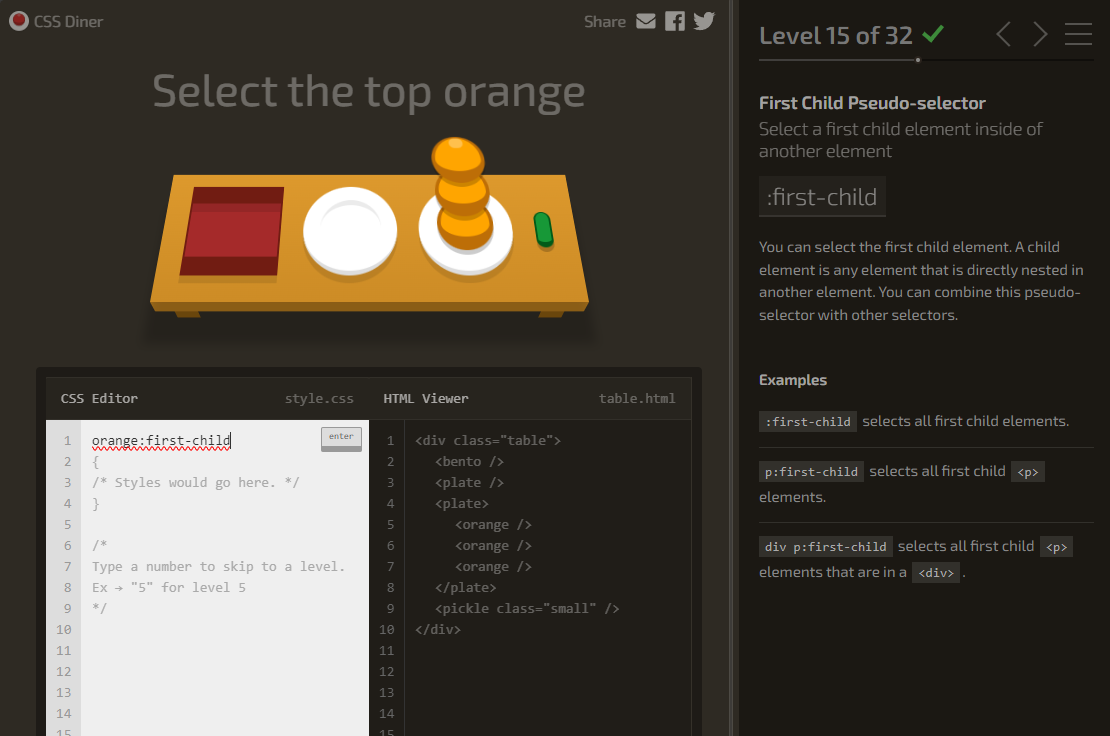 CSS Diner
Share
Select the top orange
CSS Editor
style.css
HTML Viewer
table.html
1
2
3
4
5
6
7
8
9
10
11
12
13
14
15
orange:first-child
enter
{
/* Styles would go here. */
}
/*
Type a number to skip to a level.
Ex → "5" for level 5
*/
1
2
3
4
5
6
7
8
9
10
11
12
13
14
15
<div class="table">
<bento />
<plate />
<plate>
<orange />
<orange />
<orange />
</plate>
<pickle class="small" />
</div>
Level 15 of 32
First Child Pseudo-selector
Select a first child element inside of
another element
:first-child
You can select the first child element. A child
element is any element that is directly nested in
another element. You can combine this pseudo-
selector with other selectors.
Examples
:first-child selects all first child elements.
p:first-child selects all first child <p>
elements.
div p:first-child selects all first child <p>
elements that are in a <div> .